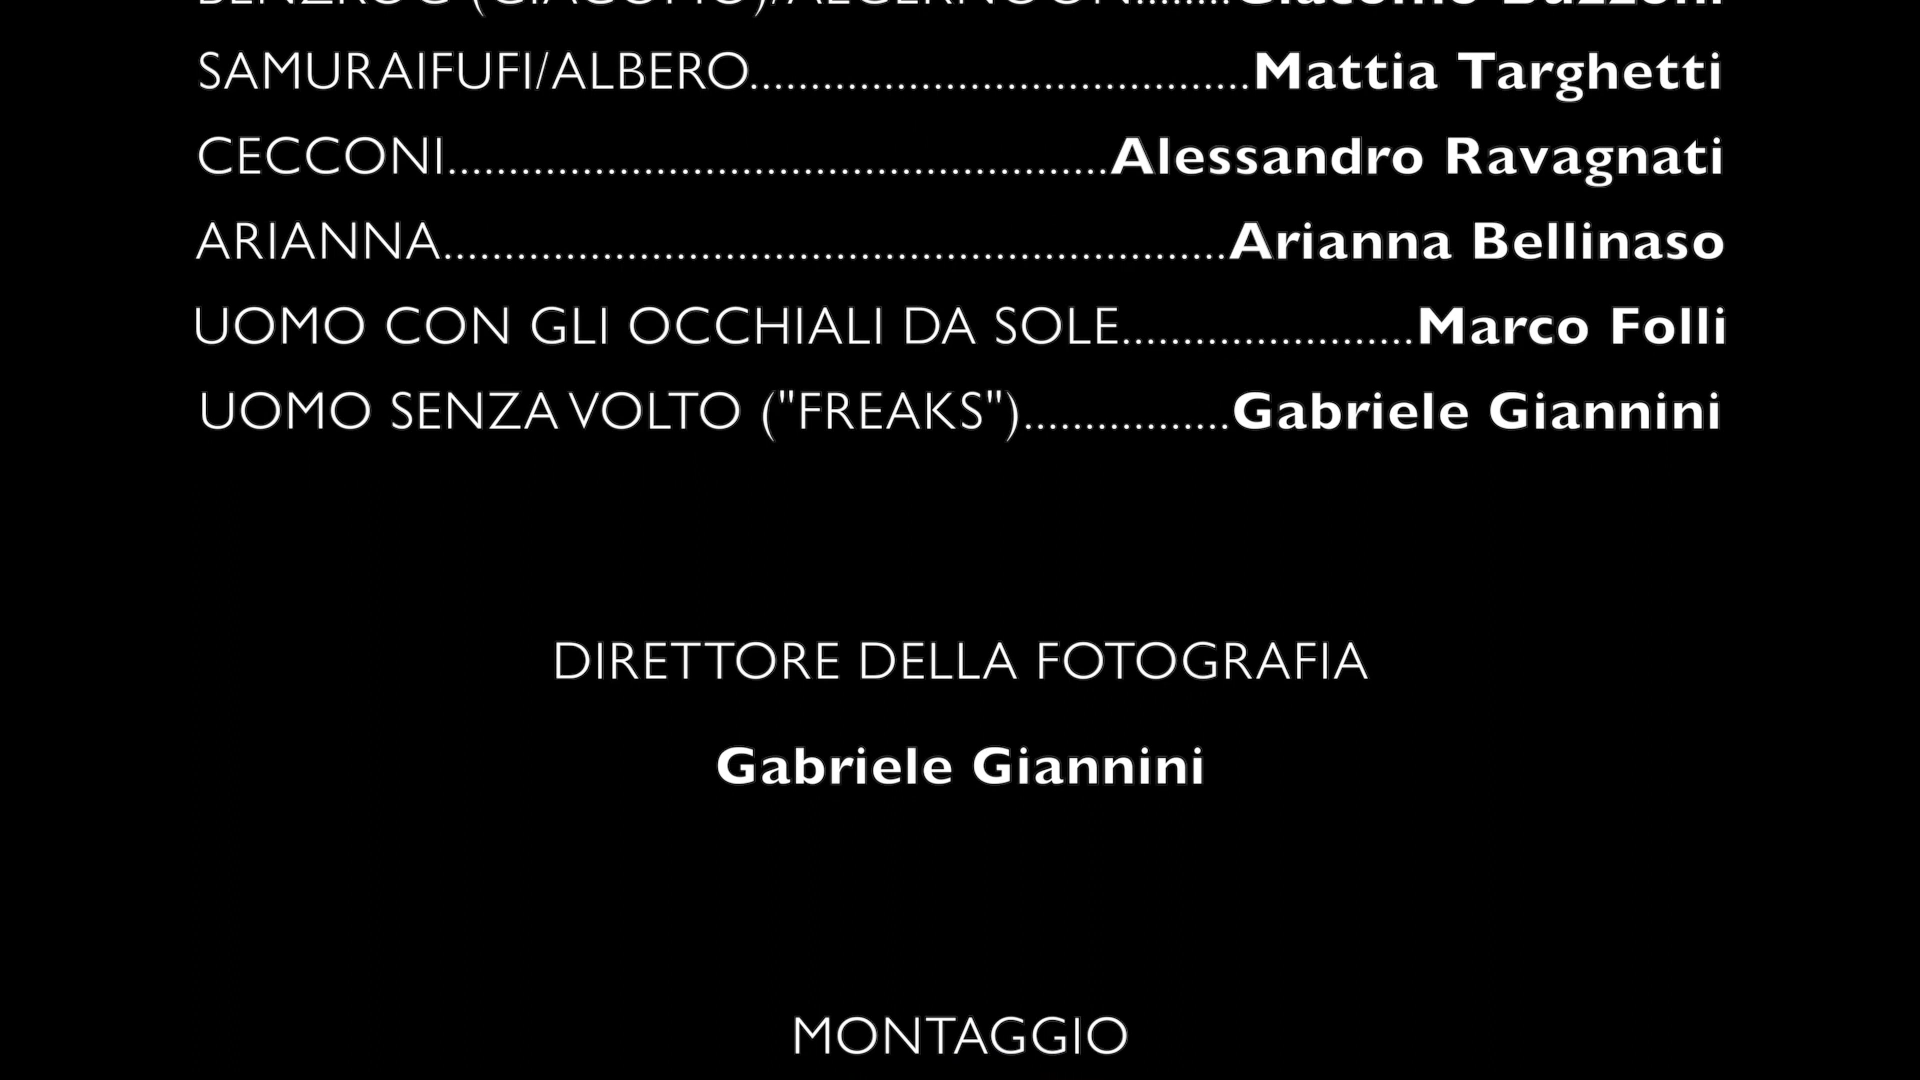 SAMURAIFUFI/ALBERO.........................................Mattia Targhetti
CECCONI......................................................Alessandro Ravagnati
ARIANNA................................................................Arianna Bellinaso
UOMO CON GLI OCCHIALI DA SOLE........................Marco Folli
UOMO SENZA VOLTO ("FREAKS").................Gabriele Giannini
DIRETTORE DELLA FOTOGRAFIA
Gabriele Giannini
MONTAGGIO